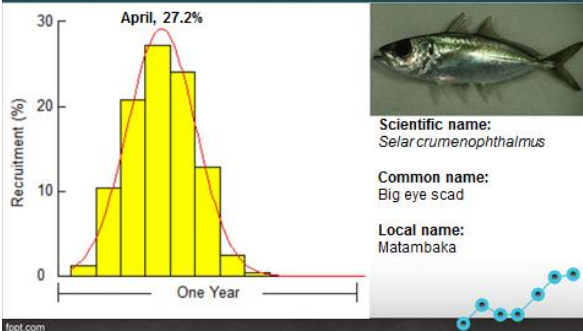 April, 27.2%
30
20
10
0
Recruitment (%)
One Year
Scientific name:
Selar crumenophthalmus
Common name:
Big eye scad
Local name:
Matambaka
fppt.com